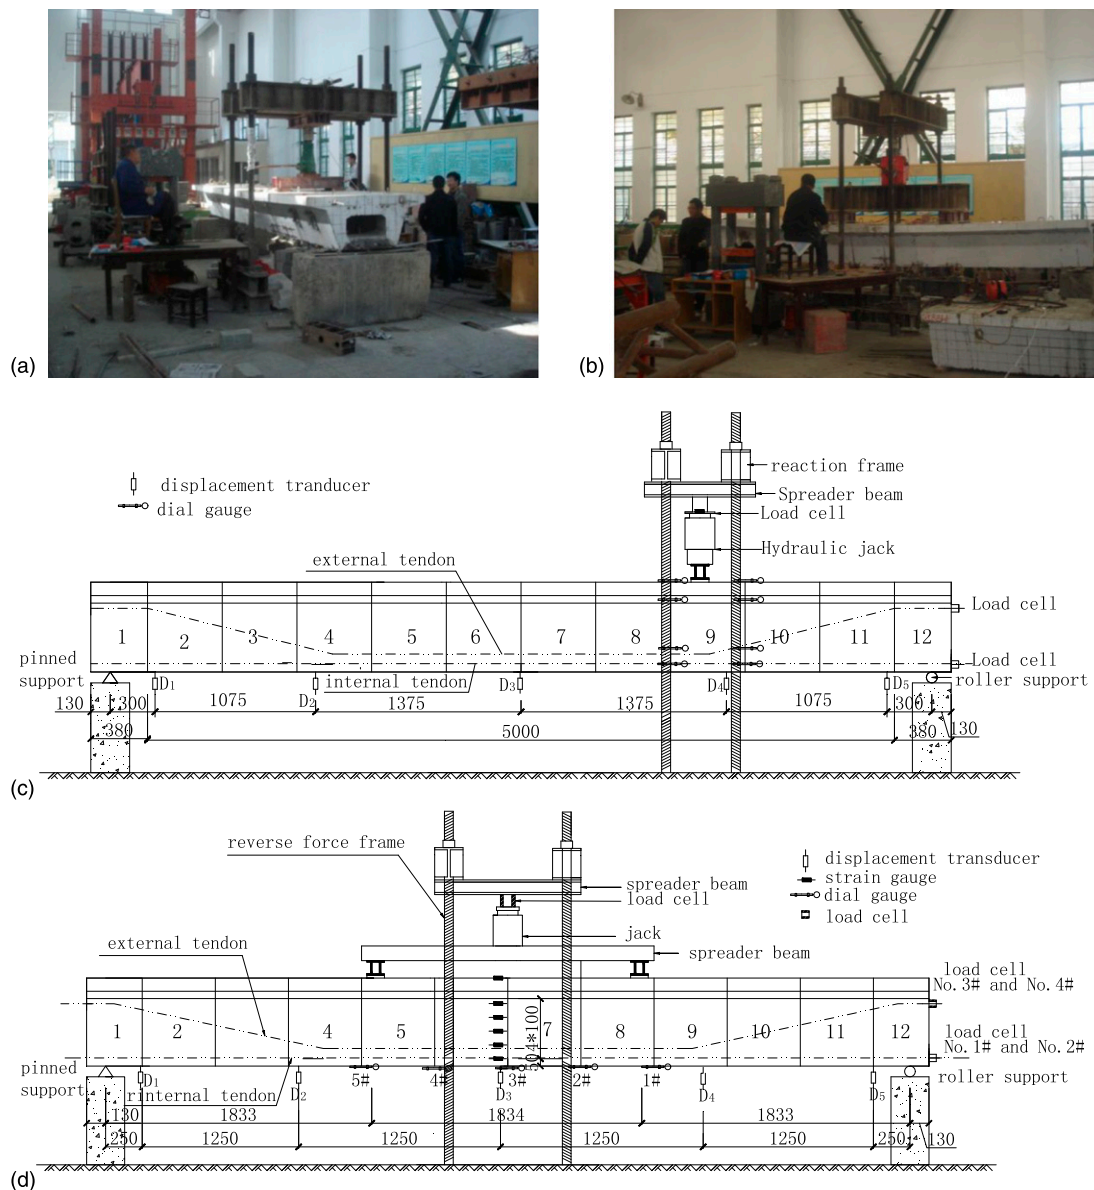 (a)
(b)
reaction frame
displacement tranducer
Spreader beam
dial gauge
Load cell
external tendon
Hydraulic jack
Load cell
1 2 3 4 5 6 7 8 9 10 11 12
pinned
support
internal tendon
Load cell
roller support
D1 D2 D3 D4 D5
130 300 1075 1375 1375 1075 300
380 5000 380 130
(c)
reverse force frame
displacement transducer
spreader beam
strain gauge
load cell
dial gauge
jack
load cell
external tendon
spreader beam
load cell
No.3# and No.4#
1 2 4 5 7 8 9 10 11 12
504*100
load cell
No.1# and No.2#
pinned
support
5# 4# 3# 2# 1#
roller support
D1 D2 D3 D4 D5
rinternal tendon
130 1833 1834 1833
250 1250 1250 1250 1250 250 130
(d)